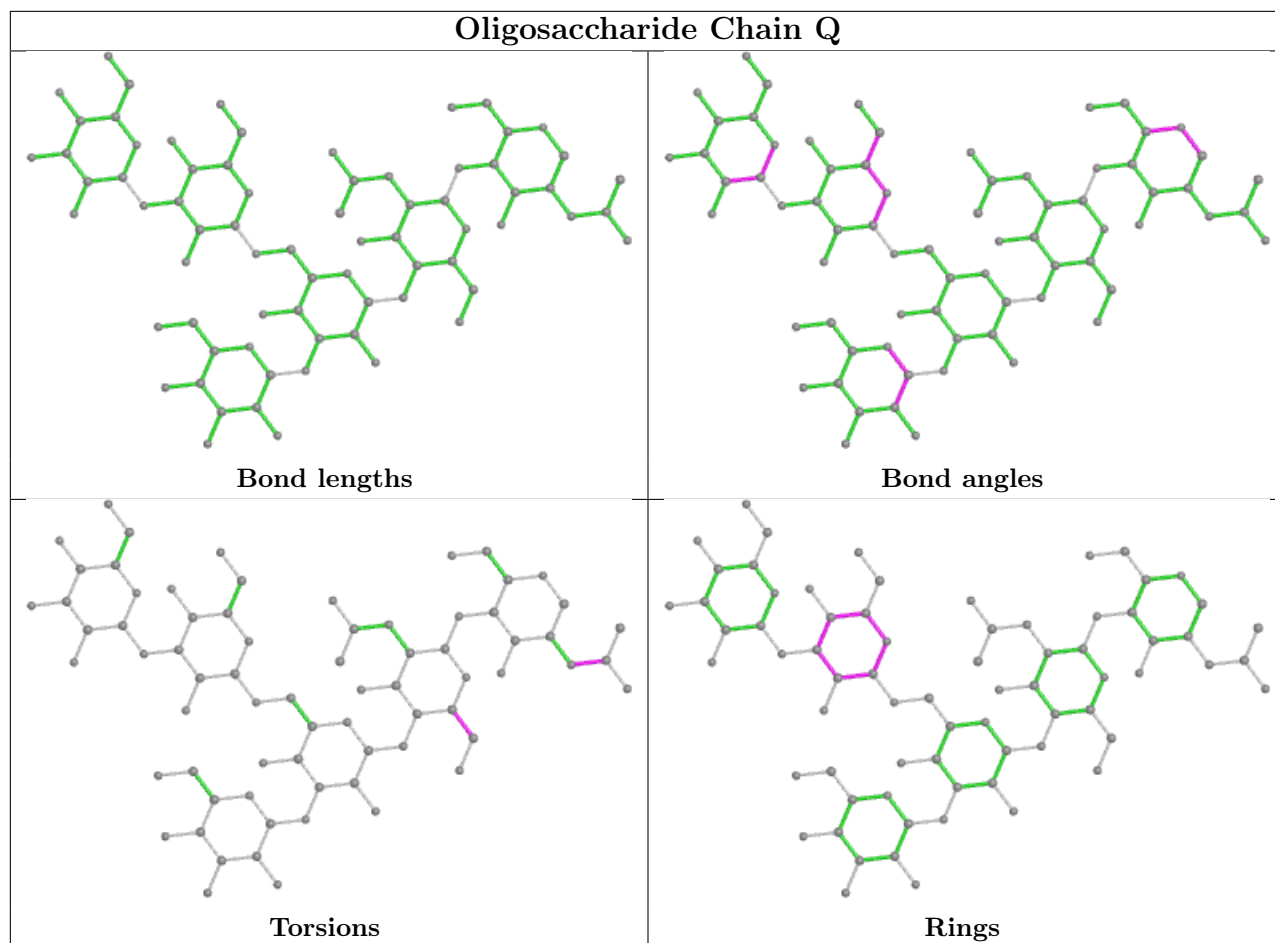 Oligosaccharide Chain Q
Bond lengths
Bond angles
Torsions
Rings